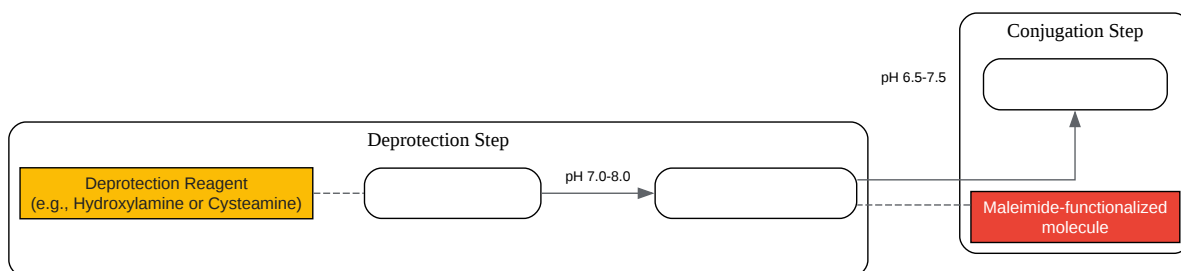 Conjugation Step
pH 6.5-7.5
Deprotection Step
Deprotection Reagent
(e.g., Hydroxylamine or Cysteamine)
pH 7.0-8.0
Maleimide-functionalized
molecule